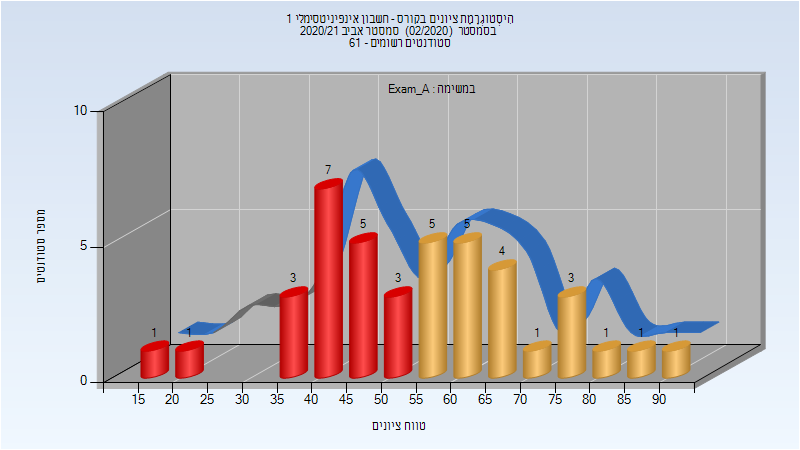 היסטוגרמת ציונים בקורס - חשבון אינפיניטסימלי 1
בסמסטר (02/2020) סמסטר אביב 2020/21
סטודנטים רשומים - 61
במשימה : Exam_A
מספר סטודנטים
10
5
0
1
1
3
7
5
3
5
5
4
1
3
1
1
1
15 20 25 30 35 40 45 50 55 60 65 70 75 80 85 90
טווח ציונים